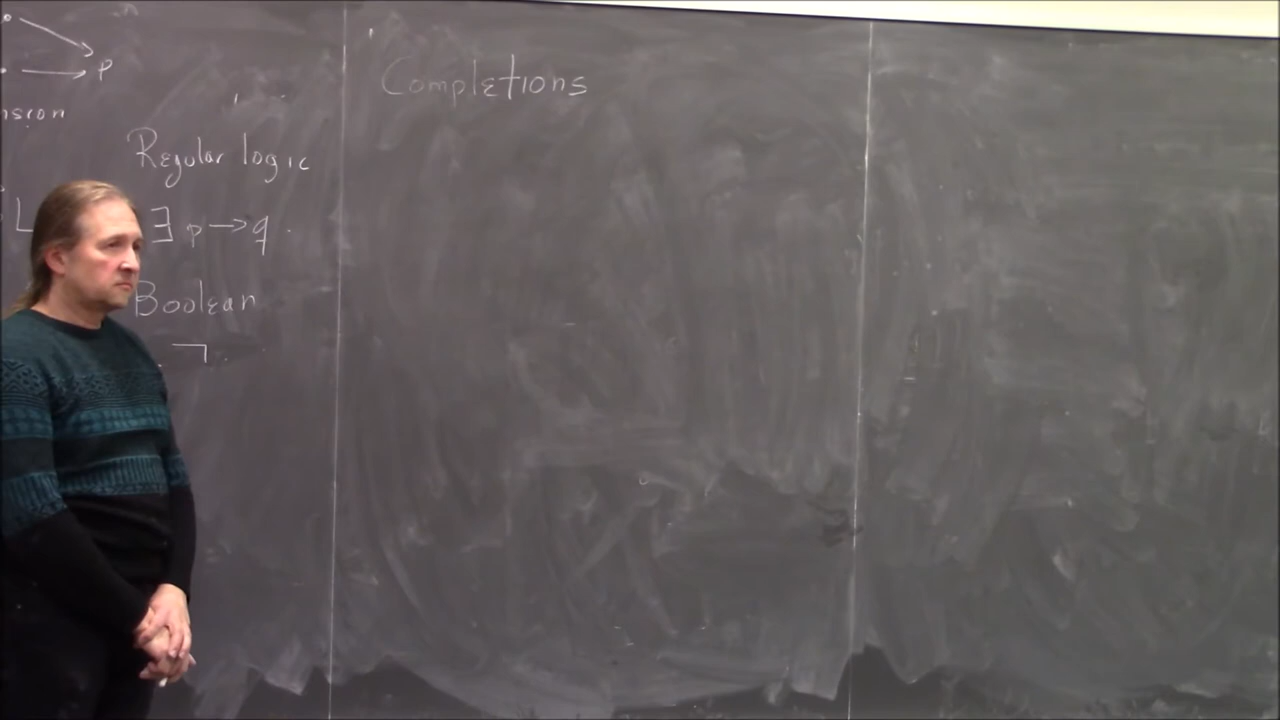 p
nsion
Regular logic
∃ p → q
Boolean
¬
Completions